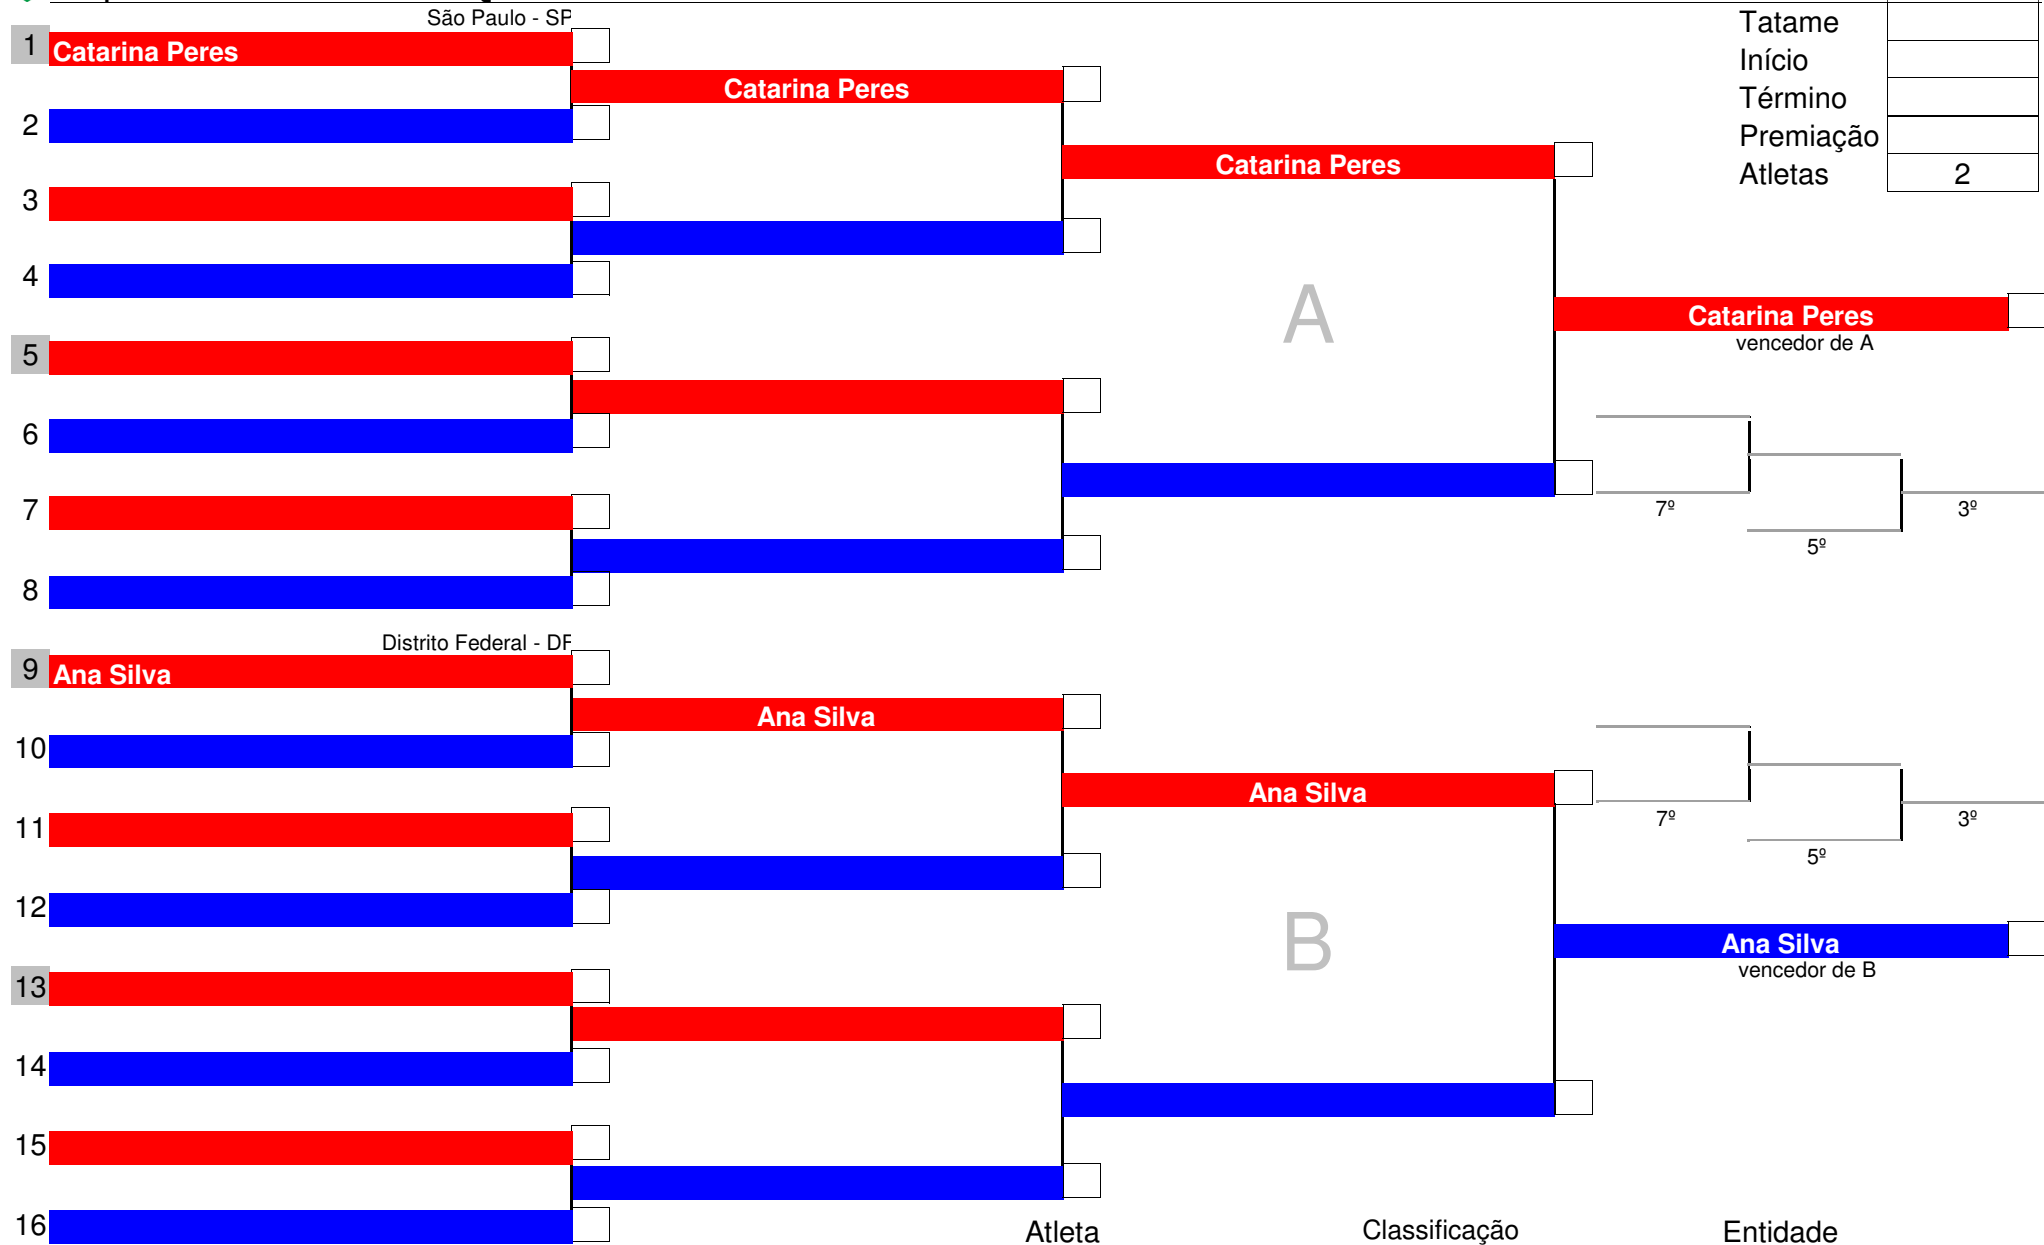 São Paulo - SP
Tatame
1 Catarina Peres
Início
Catarina Peres
Término
2
Premiação
Catarina Peres
Atletas 2
3
4
A
Catarina Peres
vencedor de A
5
6
7
7º 3º
5º
8
Distrito Federal - DF
9 Ana Silva
Ana Silva
10
Ana Silva
11
7º 3º
5º
12
B
Ana Silva
vencedor de B
13
14
15
16
Atleta Classificação Entidade